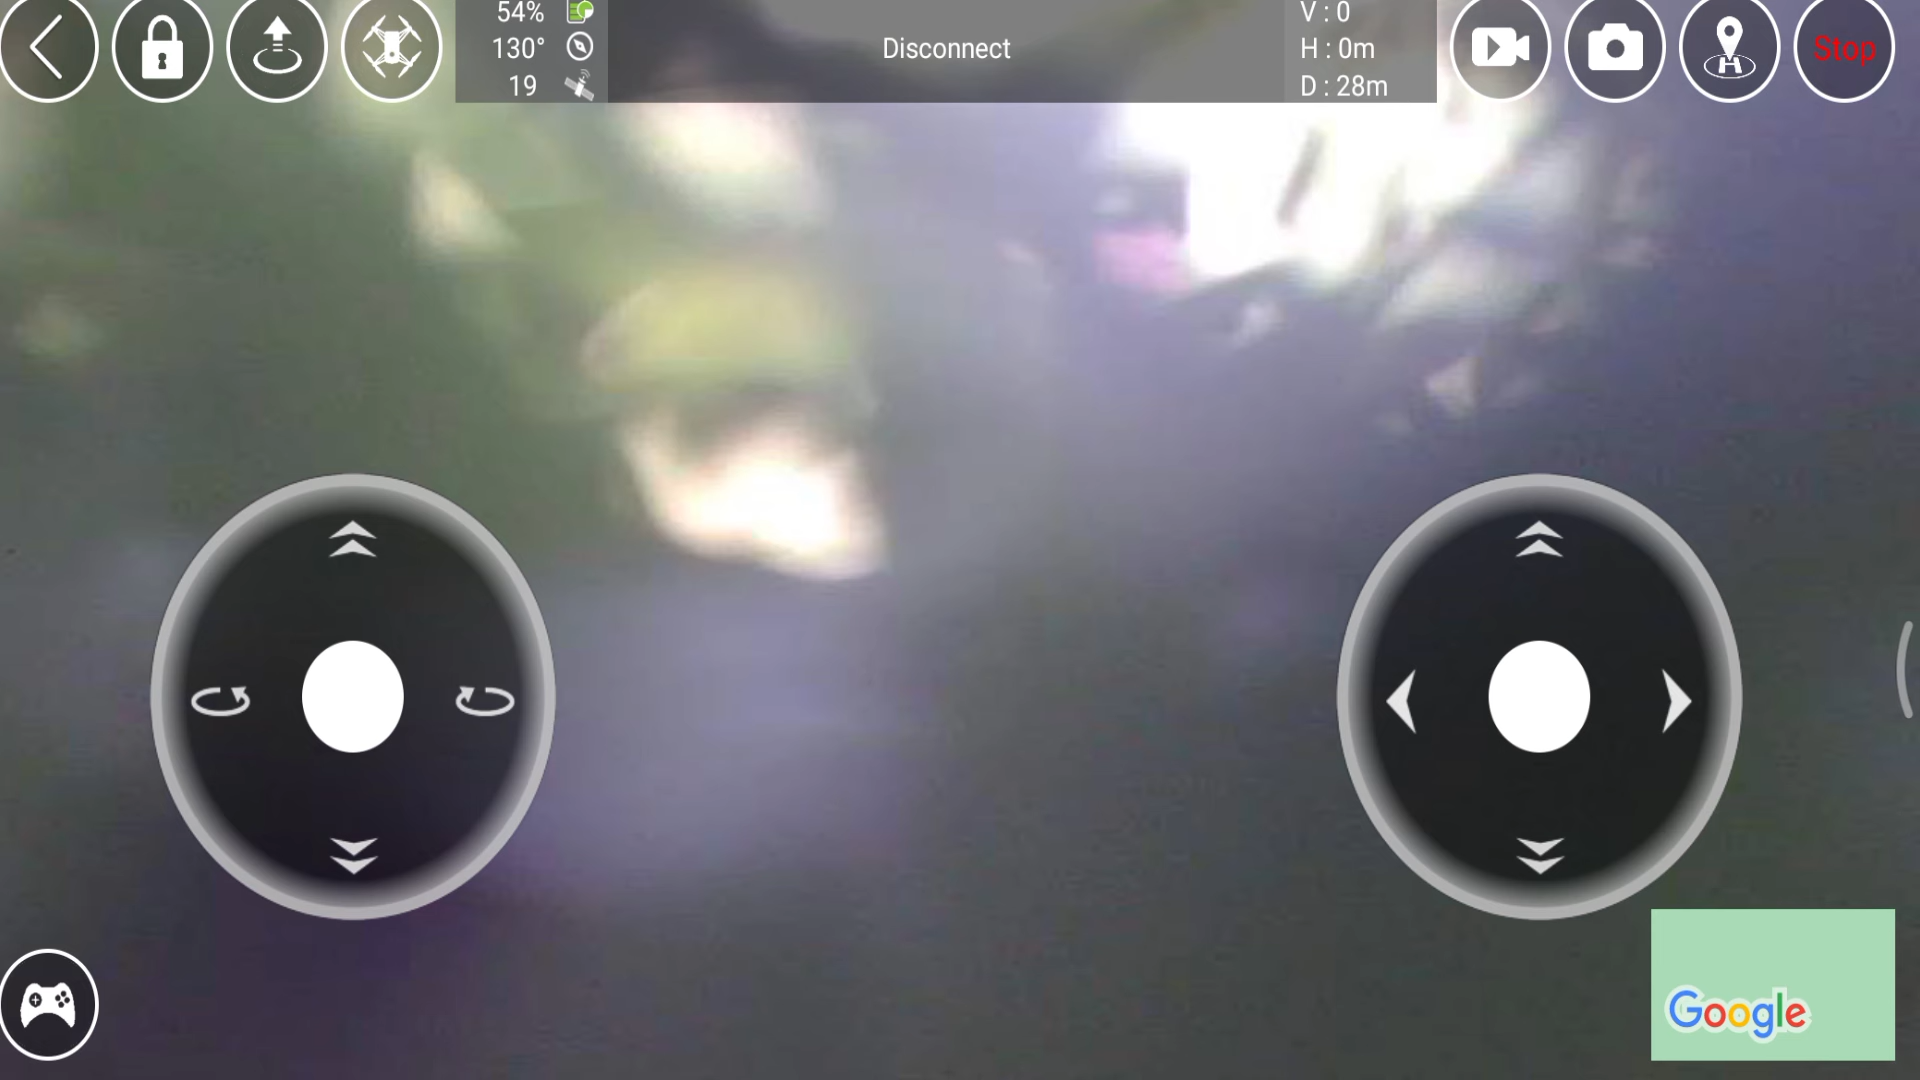 54%
130°
19
Disconnect
V : 0
H : 0m
D : 28m
H
Stop
Google